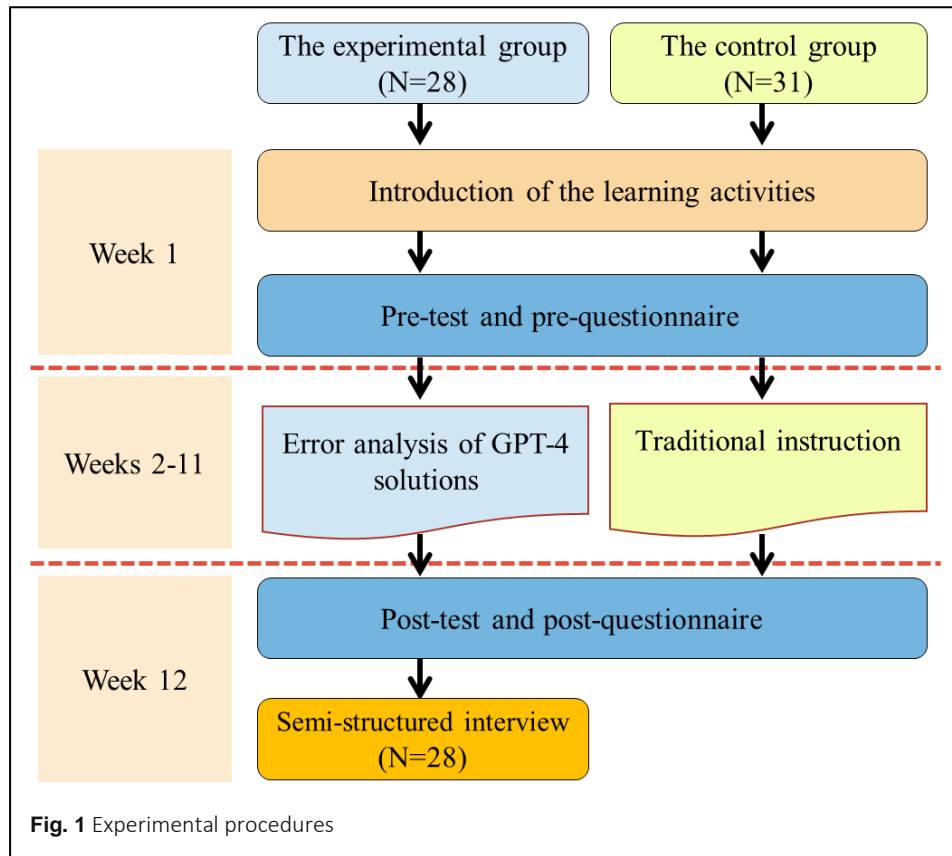 The experimental group
(N=28)
The control group
(N=31)
Week 1
Introduction of the learning activities
Pre-test and pre-questionnaire
Weeks 2-11
Error analysis of GPT-4
solutions
Traditional instruction
Week 12
Post-test and post-questionnaire
Semi-structured interview
(N=28)
Fig. 1 Experimental procedures